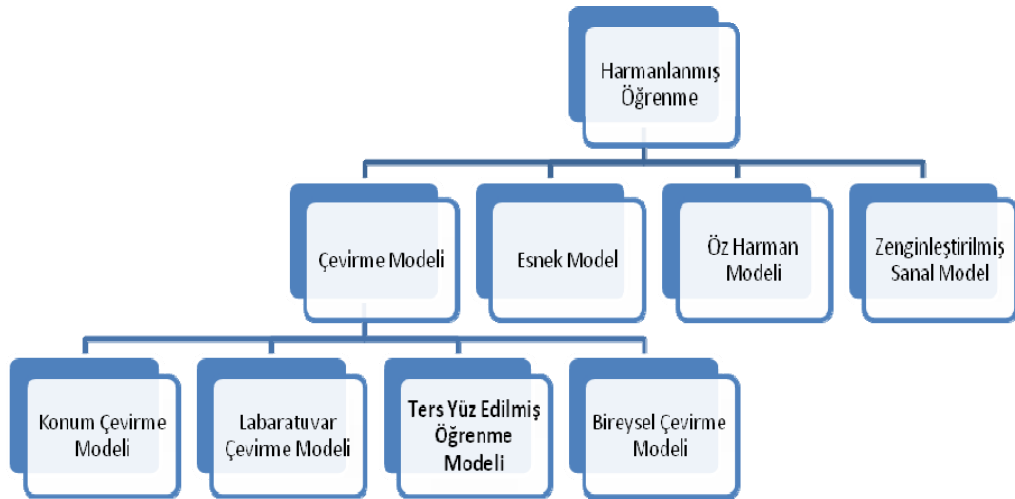 Harmanlanmış
Öğrenme
Çevirme Modeli
Esnek Model
Öz Harman
Modeli
Zenginleştirilmiş
Sanal Model
Konum Çevirme
Modeli
Labaratuvar
Çevirme Modeli
Ters Yüz Edilmiş
Öğrenme
Modeli
Bireysel Çevirme
Modeli